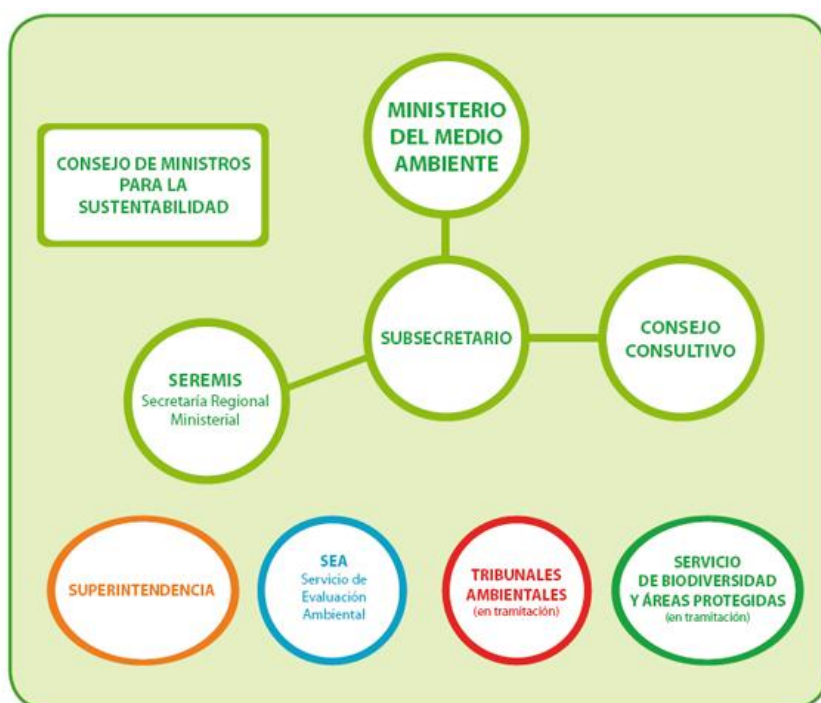 MINISTERIO
DEL MEDIO
AMBIENTE
CONSEJO DE MINISTROS
PARA LA
SUSTENTABILIDAD
SUBSECRETARIO
CONSEJO
CONSULTIVO
SEREMIS
Secretaría Regional
Ministerial
SUPERINTENDENCIA
SEA
Servicio de
Evaluación
Ambiental
TRIBUNALES
AMBIENTALES
(en tramitación)
SERVICIO
DE BIODIVERSIDAD
Y ÁREAS PROTEGIDAS
(en tramitación)